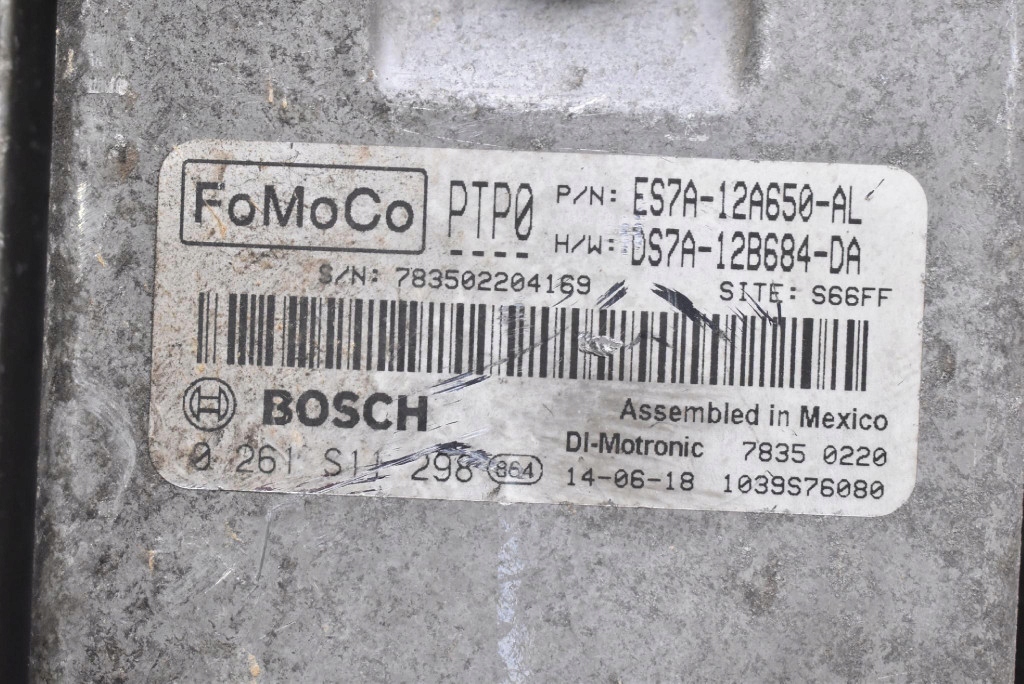 FoMoCo PTP0 P/N: ES7A-12A650-AL
H/W: DS7A-12B684-DA
S/N: 783502204169 SITE: S66FF
BOSCH Assembled in Mexico
DI-Motronic 7835 0220
0 261 S11 298 864 14-06-18 1039S76080